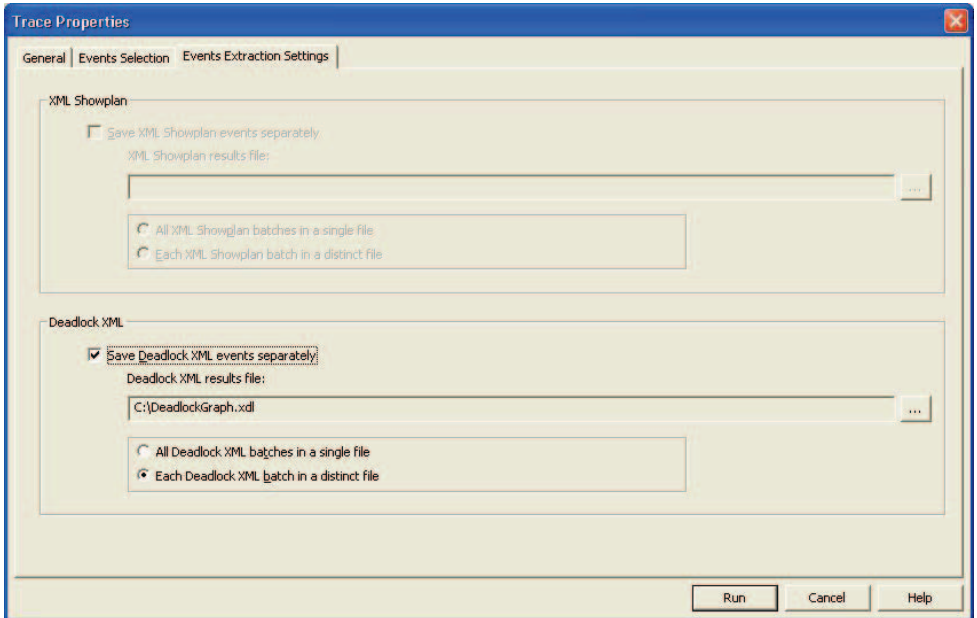 Trace Properties
General Events Selection Events Extraction Settings
XML Showplan
Save XML Showplan events separately
XML Showplan results file:
...
All XML Showplan batches in a single file
Each XML Showplan batch in a distinct file
Deadlock XML
Save Deadlock XML events separately
Deadlock XML results file:
C:\DeadlockGraph.xdl
...
All Deadlock XML batches in a single file
Each Deadlock XML batch in a distinct file
Run Cancel Help